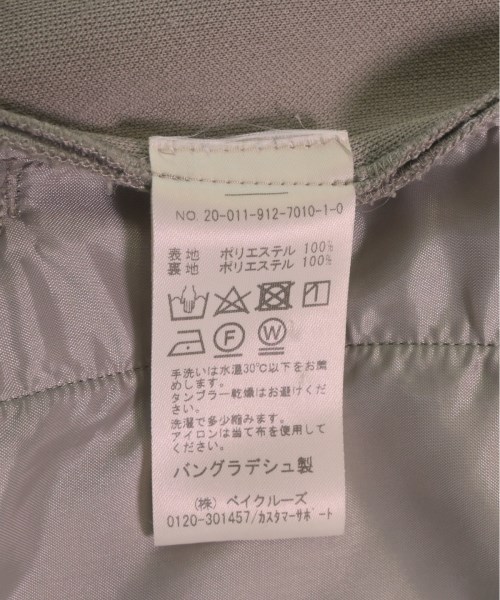 NO. 20-011-912-7010-1-0
表地 ポリエステル 100%
裏地 ポリエステル 100%
F W
手洗いは水温30℃以下をお薦
めします。
タンブラー乾燥はお避けくだ
さい。
洗濯で多少縮みます。
アイロンは当て布を使用して
ください。
バングラデシュ製
(株) ベイクルーズ
0120-301457/カスタマーサポート